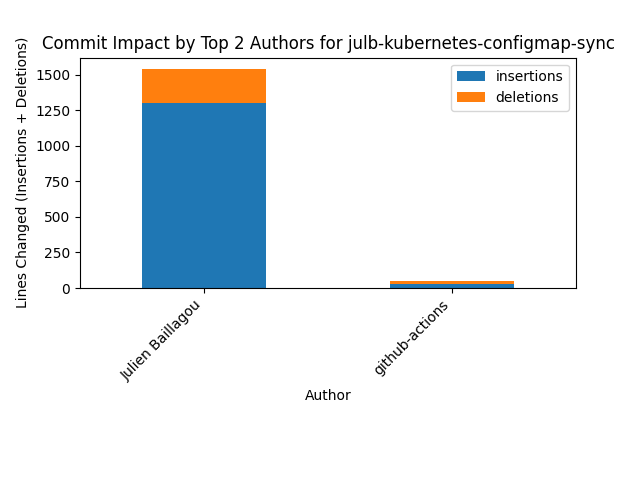 Commit Impact by Top 2 Authors for julb-kubernetes-configmap-sync
Lines Changed (Insertions + Deletions)
1500
1250
1000
750
500
250
0
insertions
deletions
Julien Baillagou
github-actions
Author